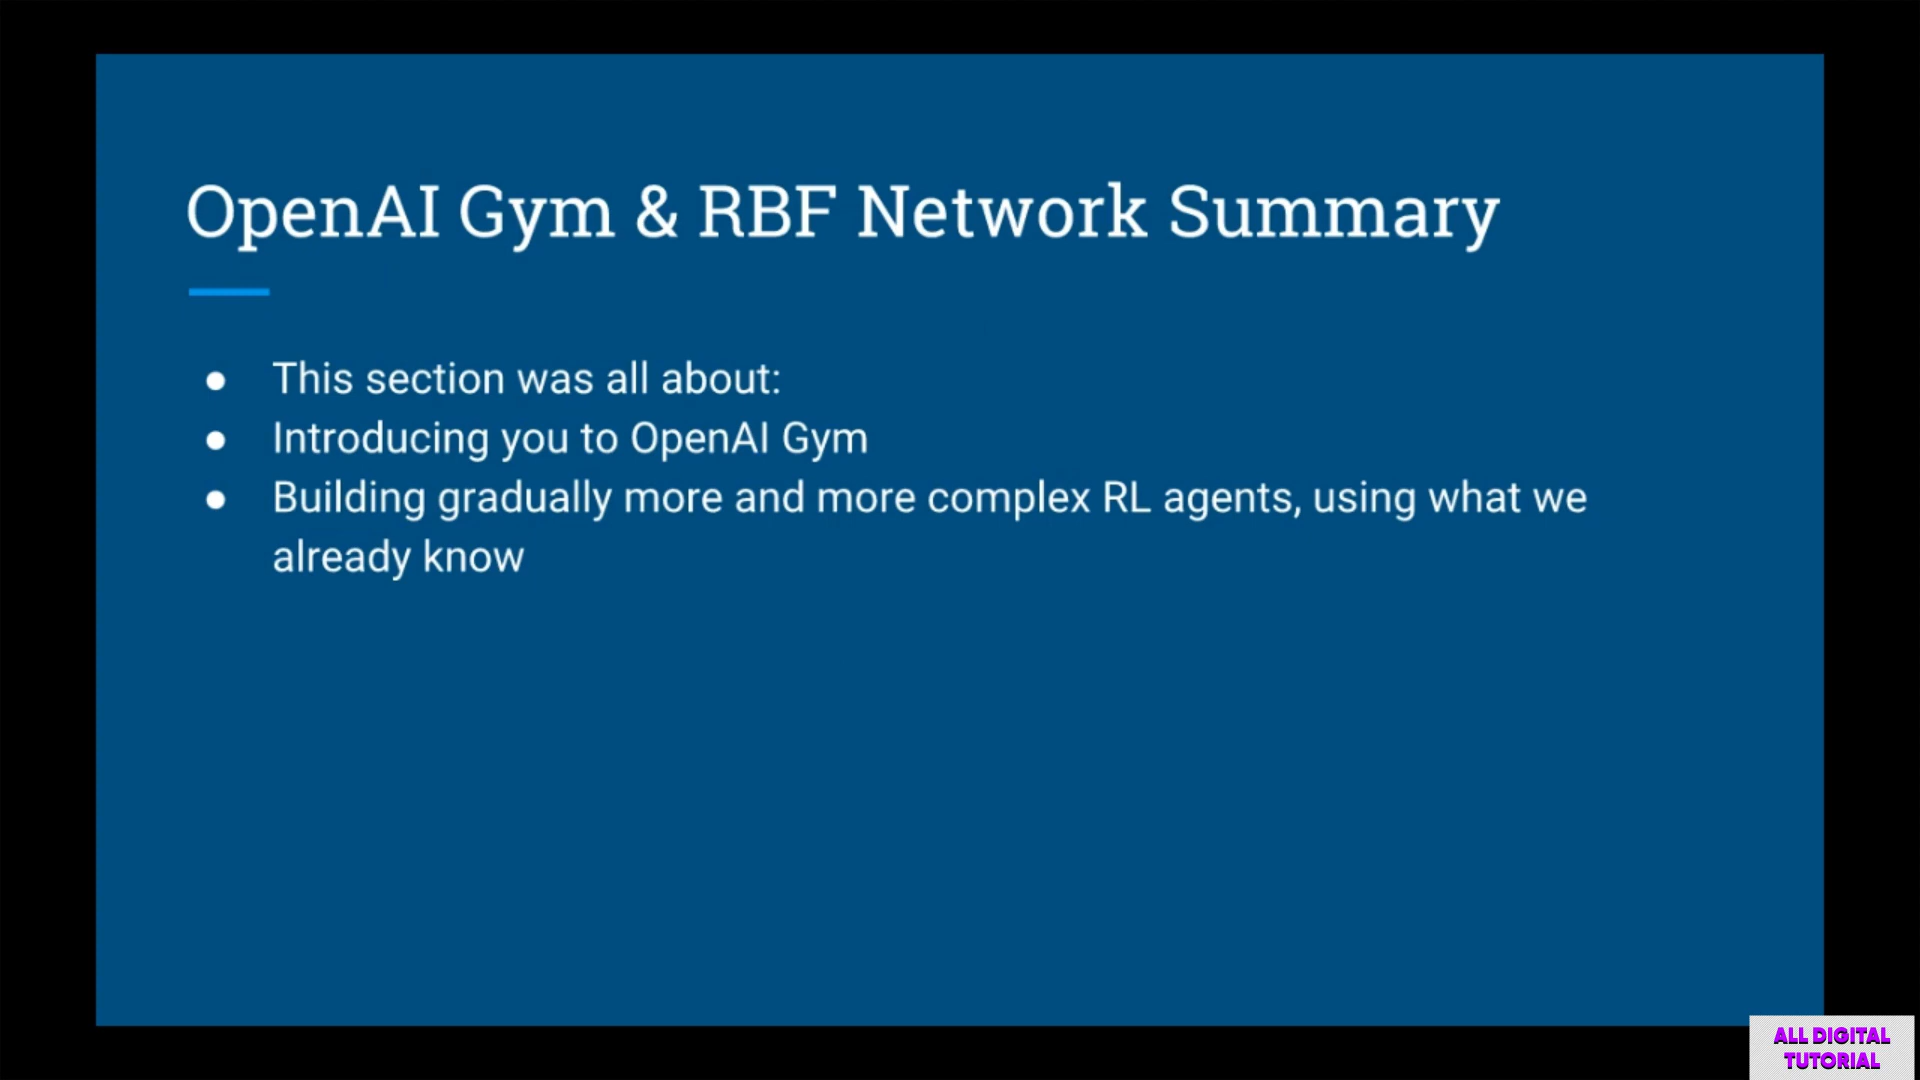 OpenAI Gym & RBF Network Summary
● This section was all about:
● Introducing you to OpenAI Gym
● Building gradually more and more complex RL agents, using what we
already know
ALL DIGITAL
TUTORIAL